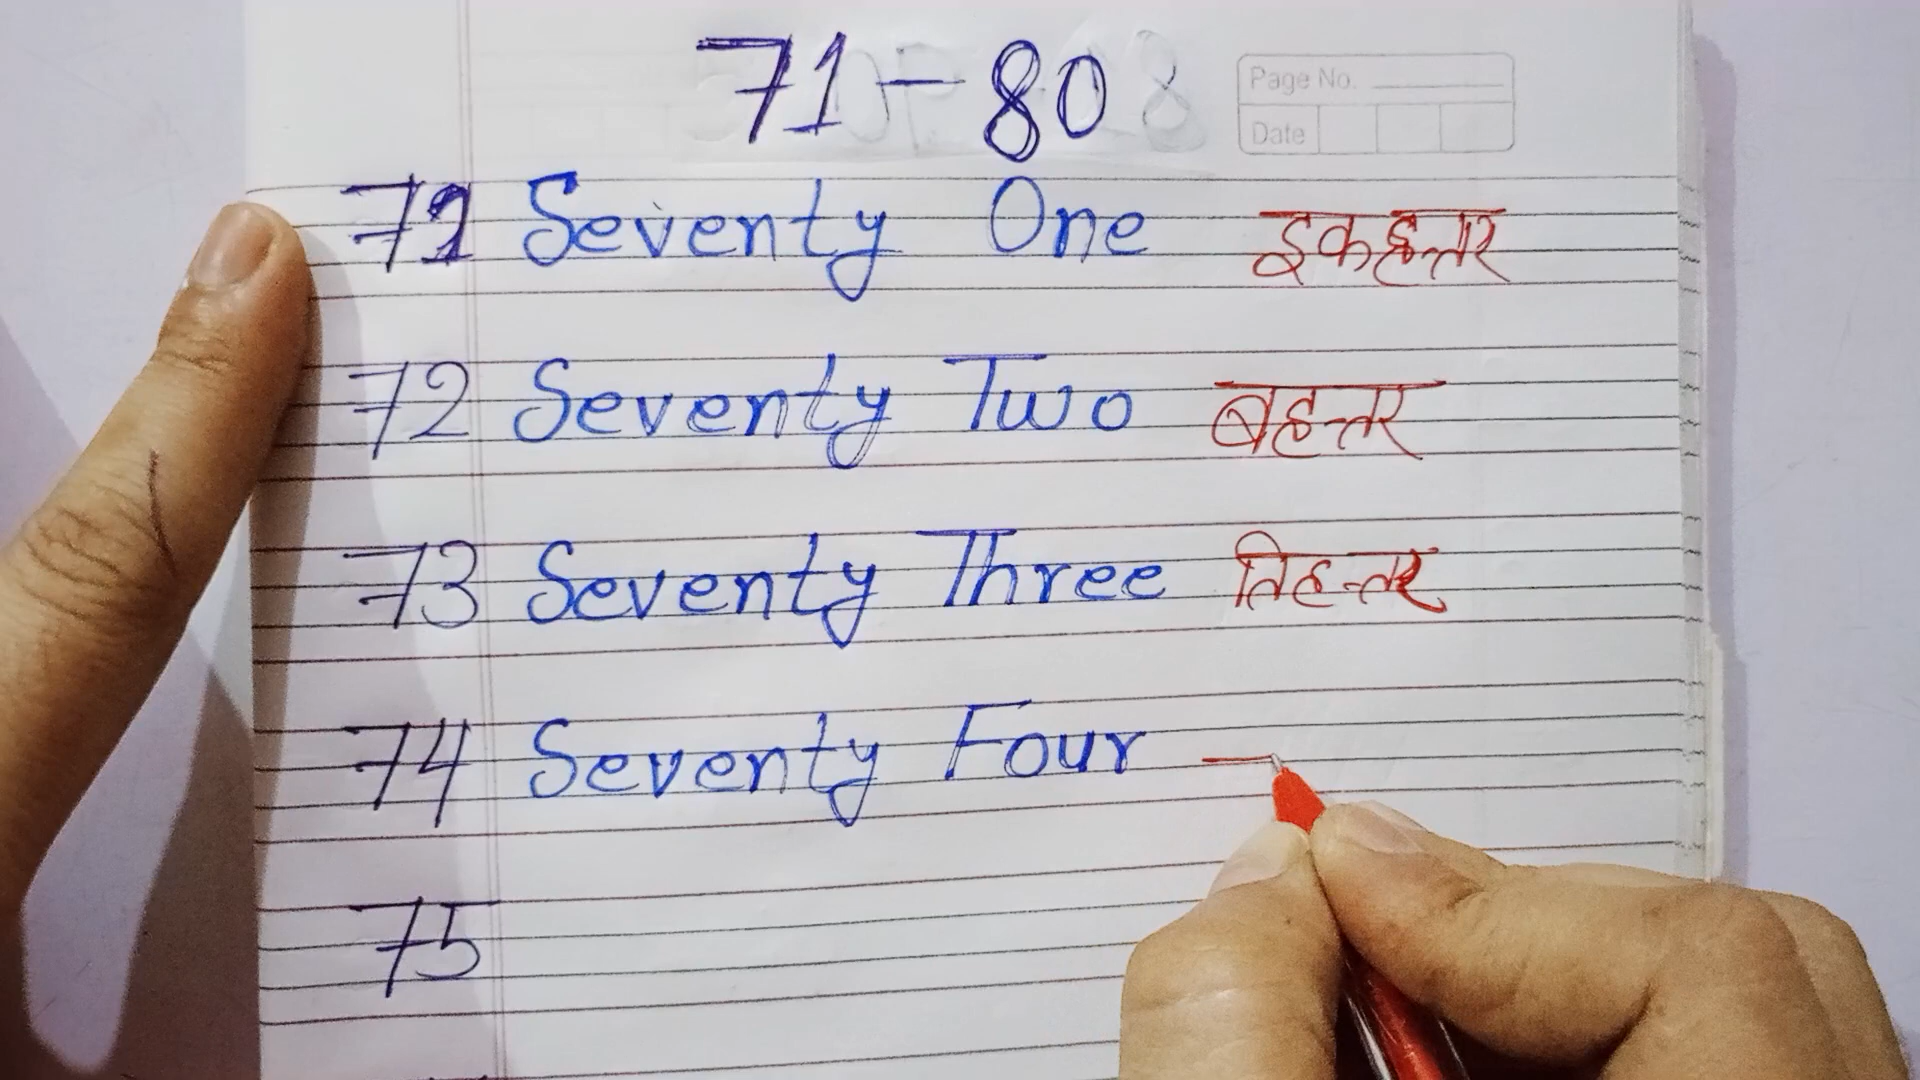 71-80
Page No.
Date
71 Seventy One इकहत्तर
72 Seventy Two बहत्तर
73 Seventy Three तिहत्तर
74 Seventy Four
75